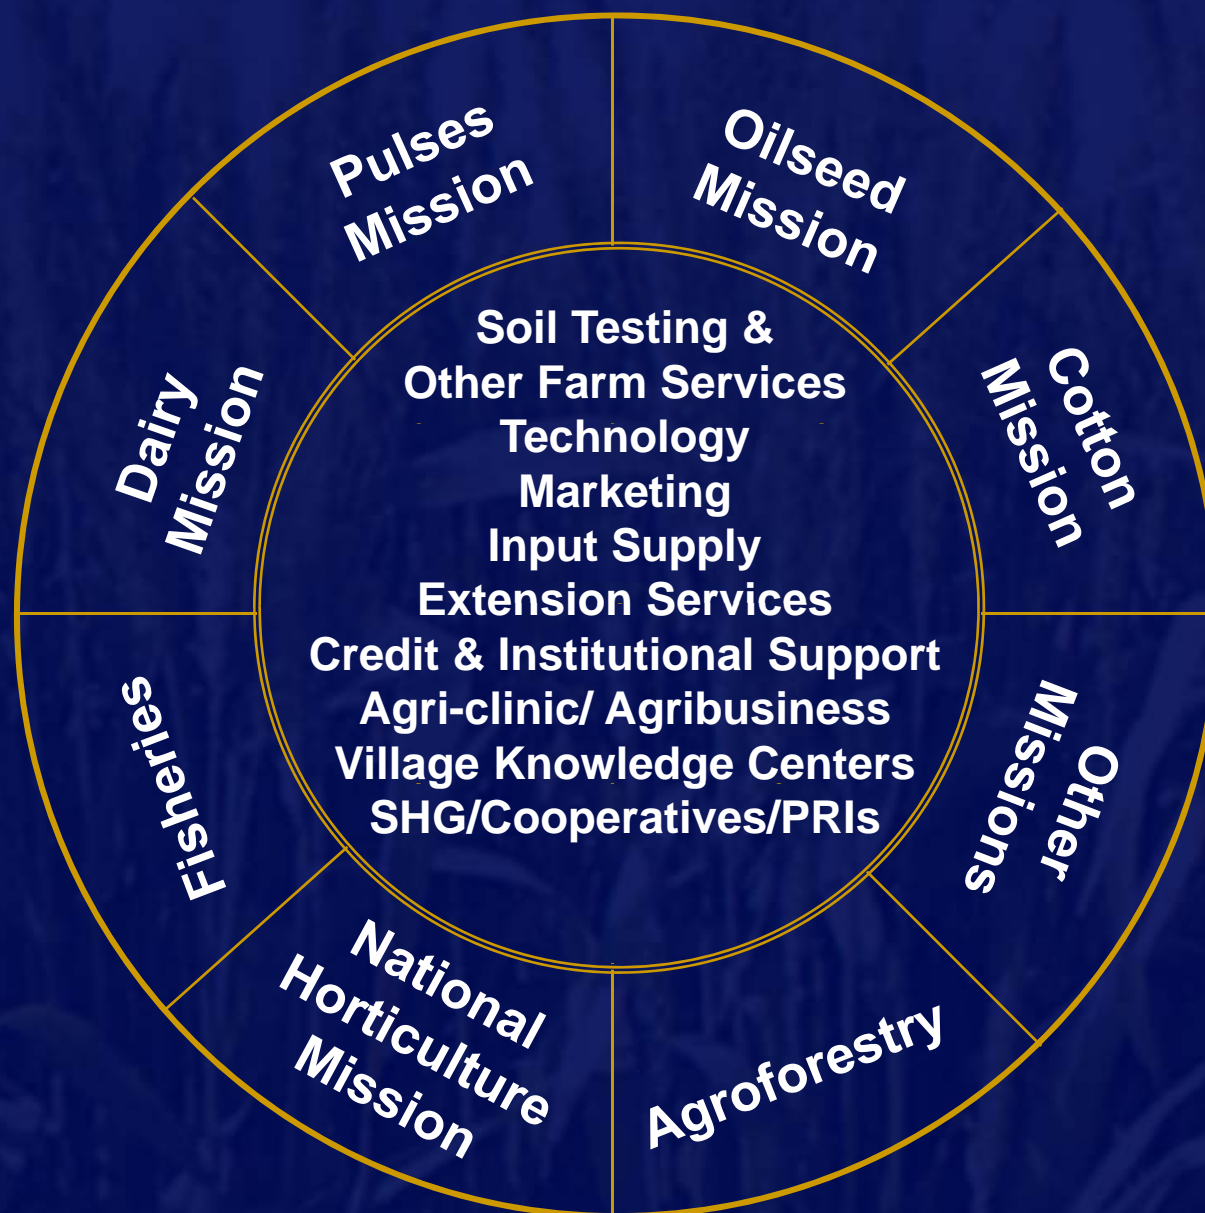 Pulses
Mission
Oilseed
Mission
Cotton
Mission
Other
Missions
Agroforestry
National
Horticulture
Mission
Fisheries
Dairy
Mission
Soil Testing &
Other Farm Services
Technology
Marketing
Input Supply
Extension Services
Credit & Institutional Support
Agri-clinic/ Agribusiness
Village Knowledge Centers
SHG/Cooperatives/PRIs